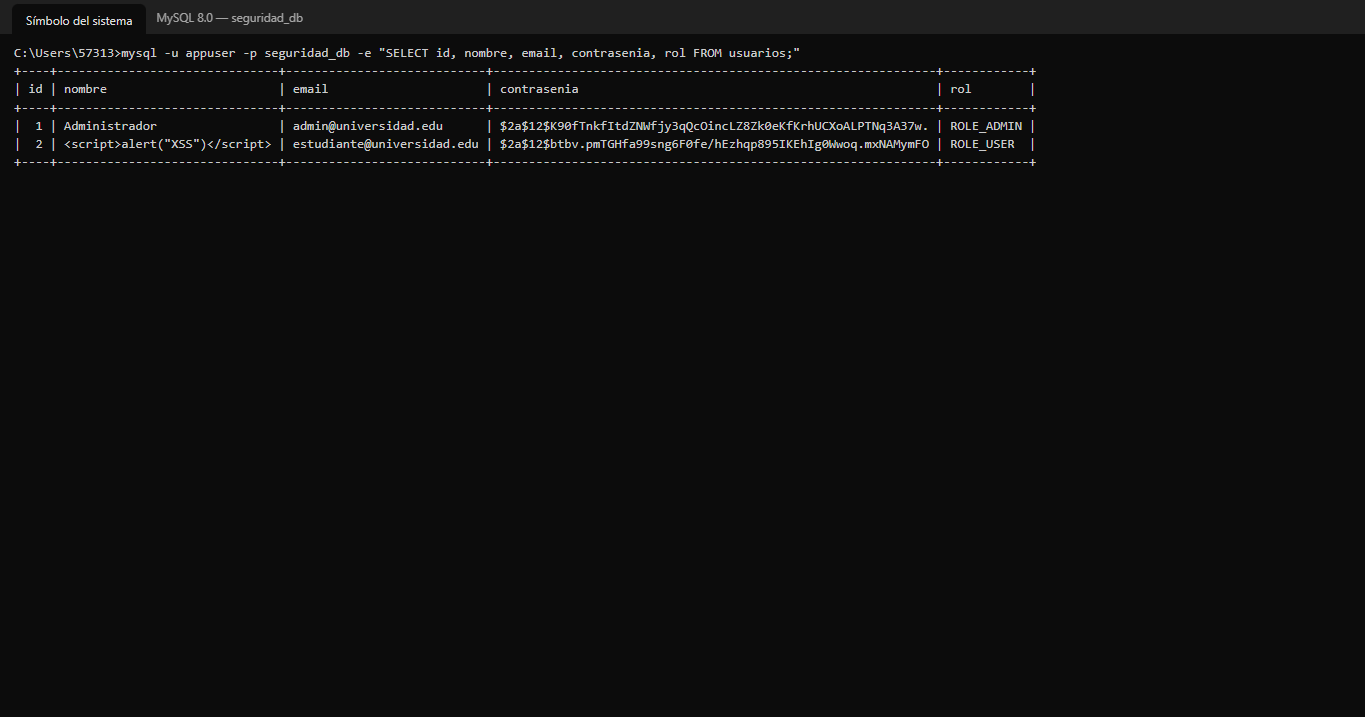 Símbolo del sistema MySQL 8.0 — seguridad_db
C:\Users\57313>mysql -u appuser -p seguridad_db -e "SELECT id, nombre, email, contrasenia, rol FROM usuarios;"
+----+-------------------------------+----------------------------+--------------------------------------------------------------+------------+
| id | nombre | email | contrasenia | rol |
+----+-------------------------------+----------------------------+--------------------------------------------------------------+------------+
| 1 | Administrador | admin@universidad.edu | $2a$12$K90fTnkfItdZNWfjy3qQcOincLZ8Zk0eKfKrhUCXoALPTNq3A37w. | ROLE_ADMIN |
| 2 | <script>alert("XSS")</script> | estudiante@universidad.edu | $2a$12$btbv.pmTGHfa99sng6F0fe/hEzhqp895IKEhIg0Wwoq.mxNAMymFO | ROLE_USER |
+----+-------------------------------+----------------------------+--------------------------------------------------------------+------------+